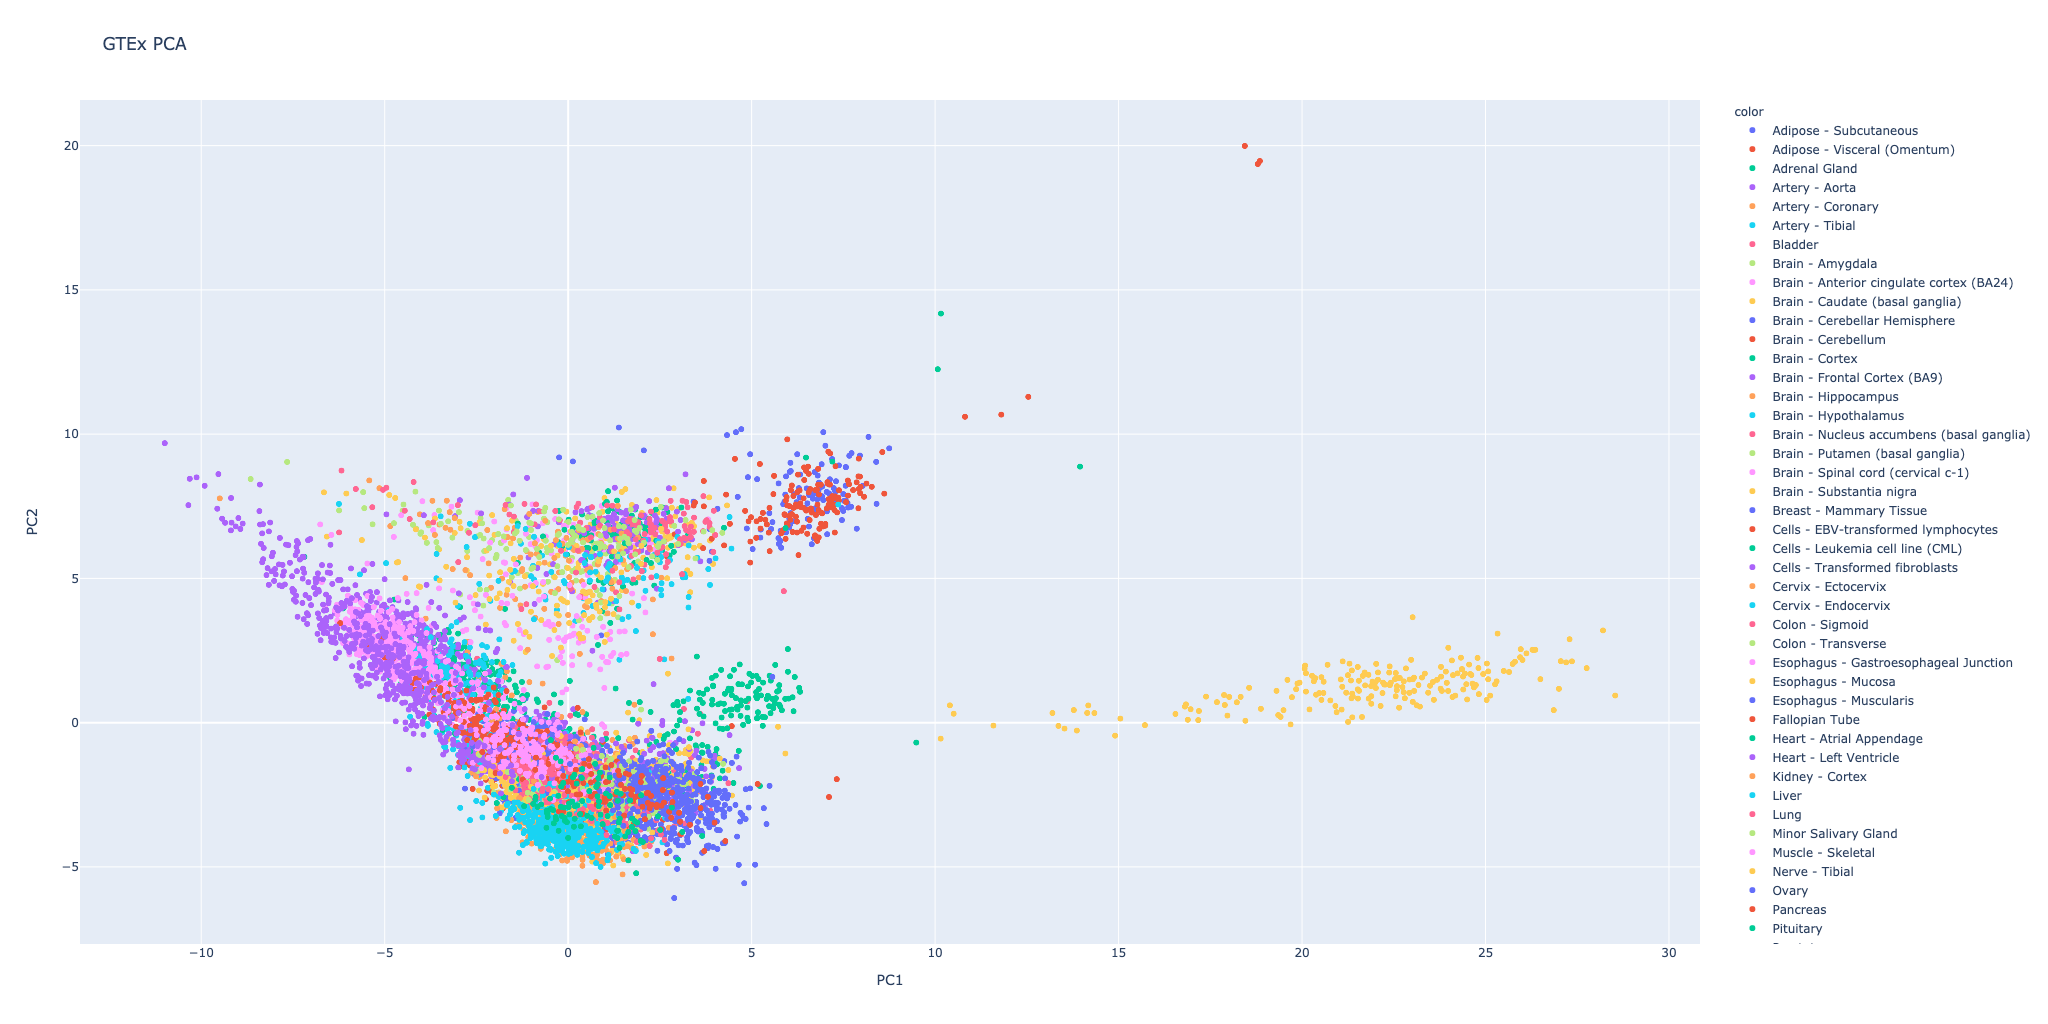 GTEx PCA
20
15
10
5
0
−5
PC2
−10
−5
0
5
10
15
20
25
30
PC1
color
Adipose - Subcutaneous
Adipose - Visceral (Omentum)
Adrenal Gland
Artery - Aorta
Artery - Coronary
Artery - Tibial
Bladder
Brain - Amygdala
Brain - Anterior cingulate cortex (BA24)
Brain - Caudate (basal ganglia)
Brain - Cerebellar Hemisphere
Brain - Cerebellum
Brain - Cortex
Brain - Frontal Cortex (BA9)
Brain - Hippocampus
Brain - Hypothalamus
Brain - Nucleus accumbens (basal ganglia)
Brain - Putamen (basal ganglia)
Brain - Spinal cord (cervical c-1)
Brain - Substantia nigra
Breast - Mammary Tissue
Cells - EBV-transformed lymphocytes
Cells - Leukemia cell line (CML)
Cells - Transformed fibroblasts
Cervix - Ectocervix
Cervix - Endocervix
Colon - Sigmoid
Colon - Transverse
Esophagus - Gastroesophageal Junction
Esophagus - Mucosa
Esophagus - Muscularis
Fallopian Tube
Heart - Atrial Appendage
Heart - Left Ventricle
Kidney - Cortex
Liver
Lung
Minor Salivary Gland
Muscle - Skeletal
Nerve - Tibial
Ovary
Pancreas
Pituitary